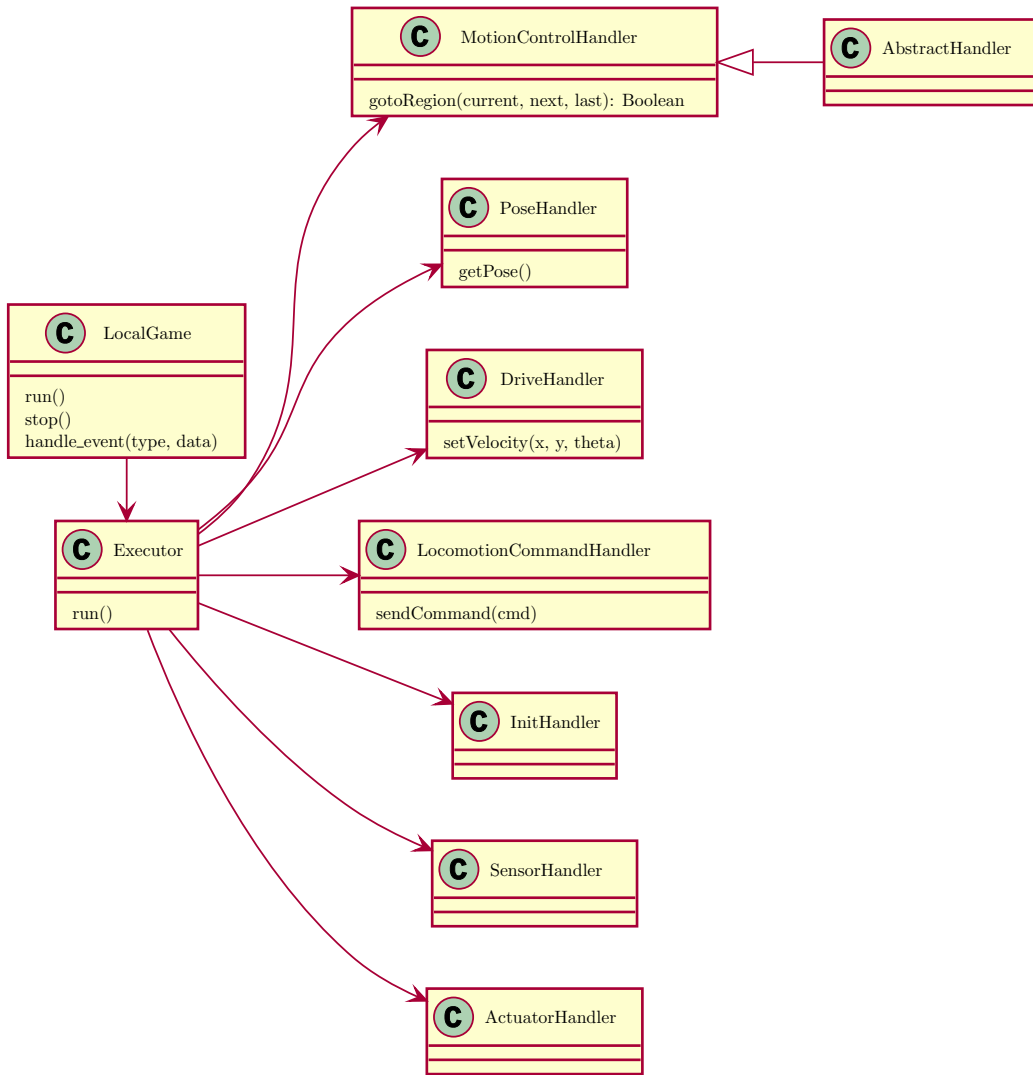 C MotionControlHandler
gotoRegion(current, next, last): Boolean
C AbstractHandler
C PoseHandler
getPose()
C LocalGame
run()
stop()
handle_event(type, data)
C DriveHandler
setVelocity(x, y, theta)
C Executor
run()
C LocomotionCommandHandler
sendCommand(cmd)
C InitHandler
C SensorHandler
C ActuatorHandler